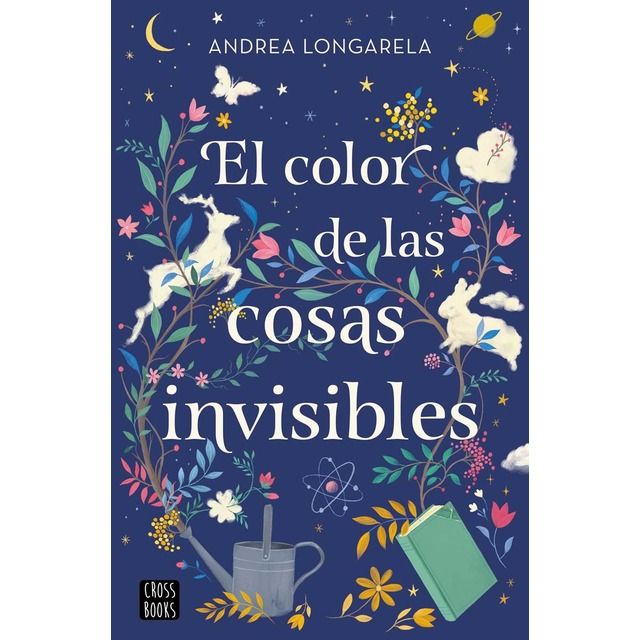 ANDREA LONGARELA
El color
de las
cosas
invisibles
CROSS
BOOKS